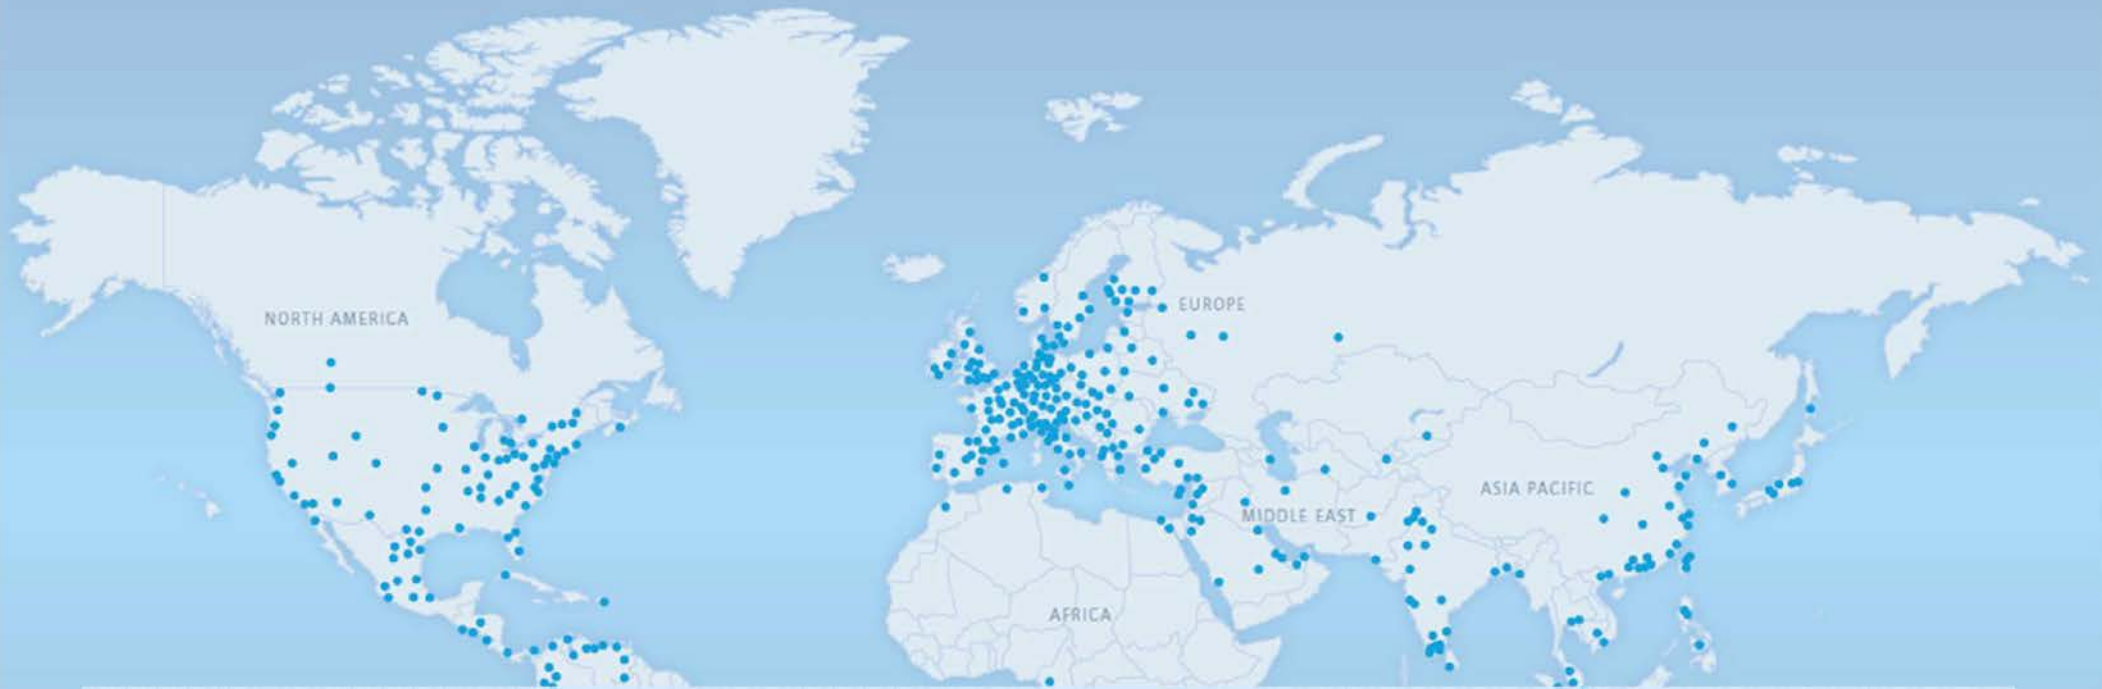 NORTH AMERICA
EUROPE
ASIA PACIFIC
MIDDLE EAST
AFRICA